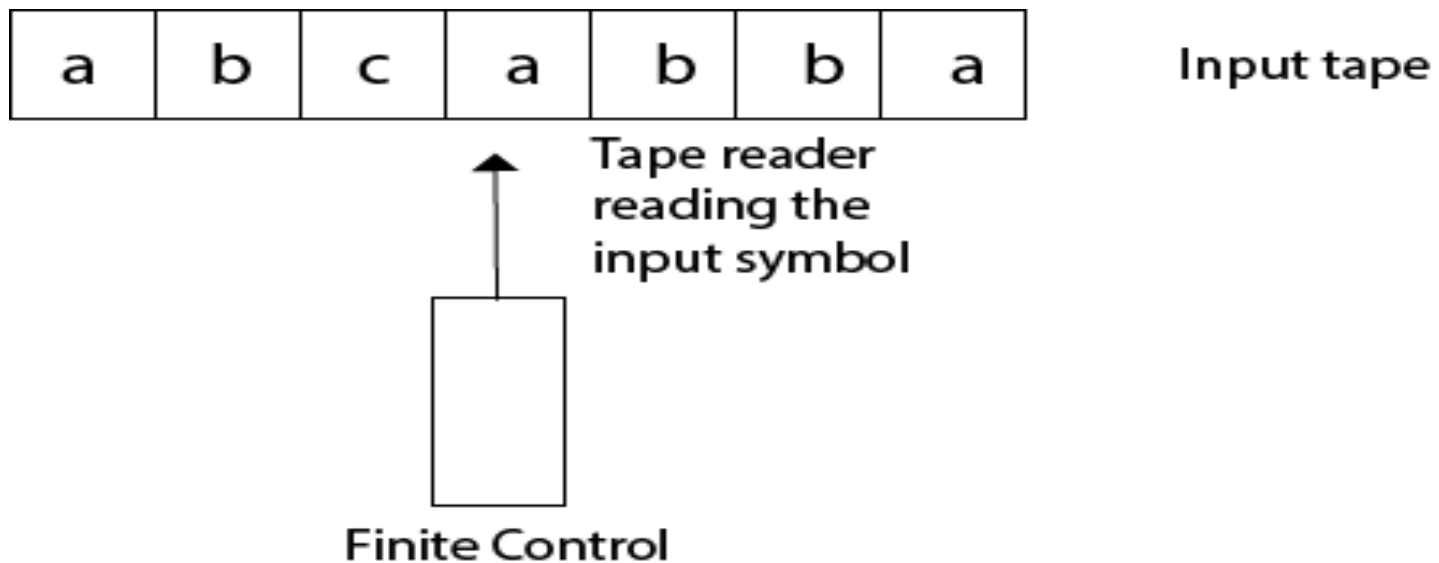 a b c a b b a
Input tape
Tape reader
reading the
input symbol
Finite Control